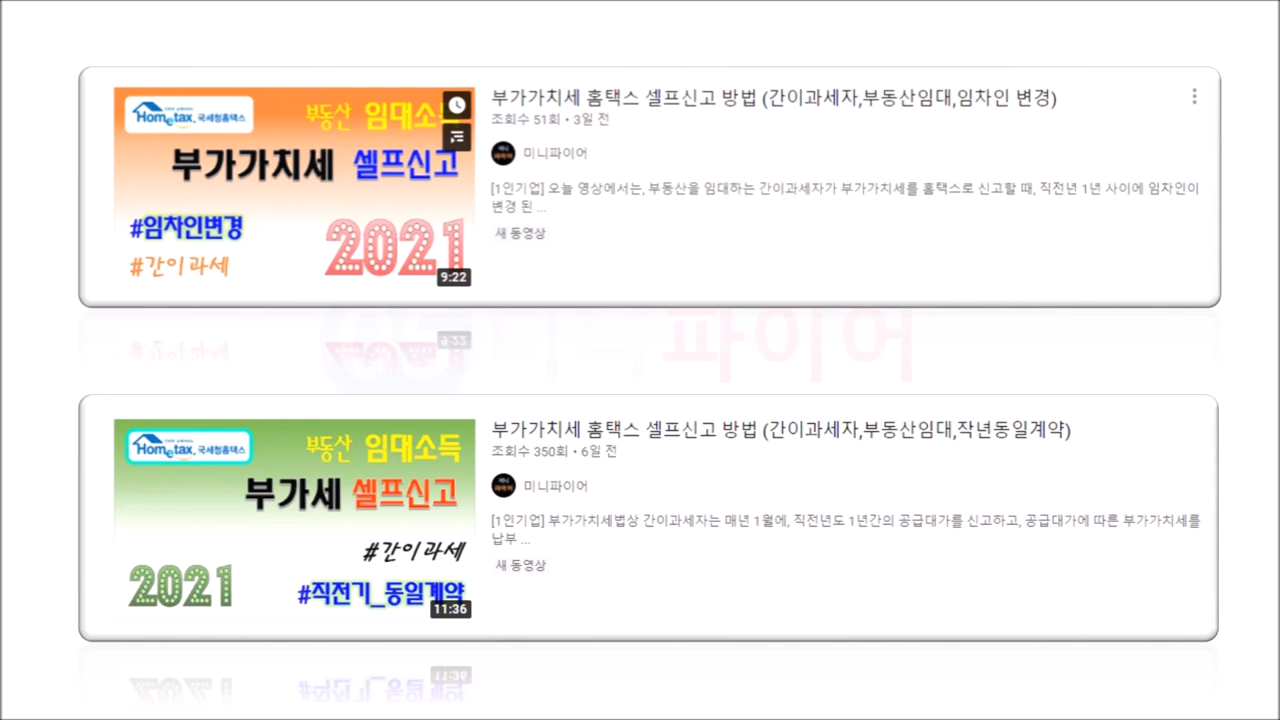 Hometax. 국세청홈택스
부동산 임대소득
부가가치세 셀프신고
#임차인변경
#간이과세
2021
9:22
부가가치세 홈택스 셀프신고 방법 (간이과세자,부동산임대,임차인 변경)
조회수 51회 • 3일 전
미니파이어
[1인기업] 오늘 영상에서는, 부동산을 임대하는 간이과세자가 부가가치세를 홈택스로 신고할 때, 직전년 1년 사이에 임차인이
변경 된 ...
새 동영상
미니파이어
Hometax. 국세청홈택스
부동산 임대소득
부가세 셀프신고
#간이과세
2021
#직전기_동일계약
11:36
부가가치세 홈택스 셀프신고 방법 (간이과세자,부동산임대,작년동일계약)
조회수 350회 • 6일 전
미니파이어
[1인기업] 부가가치세법상 간이과세자는 매년 1월에, 직전년도 1년간의 공급대가를 신고하고, 공급대가에 따른 부가가치세를
납부 ...
새 동영상